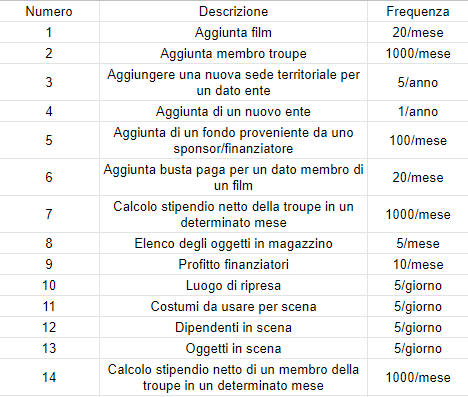 Numero Descrizione Frequenza
1 Aggiunta film 20/mese
2 Aggiunta membro troupe 1000/mese
3 Aggiungere una nuova sede territoriale per
un dato ente 5/anno
4 Aggiunta di un nuovo ente 1/anno
5 Aggiunta di un fondo proveniente da uno
sponsor/finanziatore 100/mese
6 Aggiunta busta paga per un dato membro di
un film 20/mese
7 Calcolo stipendio netto della troupe in un
determinato mese 1000/mese
8 Elenco degli oggetti in magazzino 5/mese
9 Profitto finanziatori 10/mese
10 Luogo di ripresa 5/giorno
11 Costumi da usare per scena 5/giorno
12 Dipendenti in scena 5/giorno
13 Oggetti in scena 5/giorno
14 Calcolo stipendio netto di un membro della
troupe in un determinato mese 1000/mese